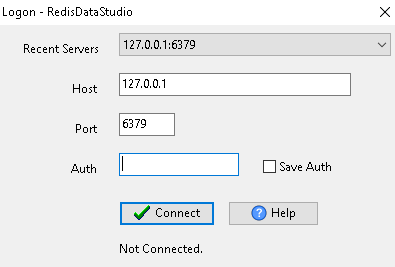 Logon - RedisDataStudio
Recent Servers 127.0.0.1:6379
Host 127.0.0.1
Port 6379
Auth Save Auth
Connect Help
Not Connected.